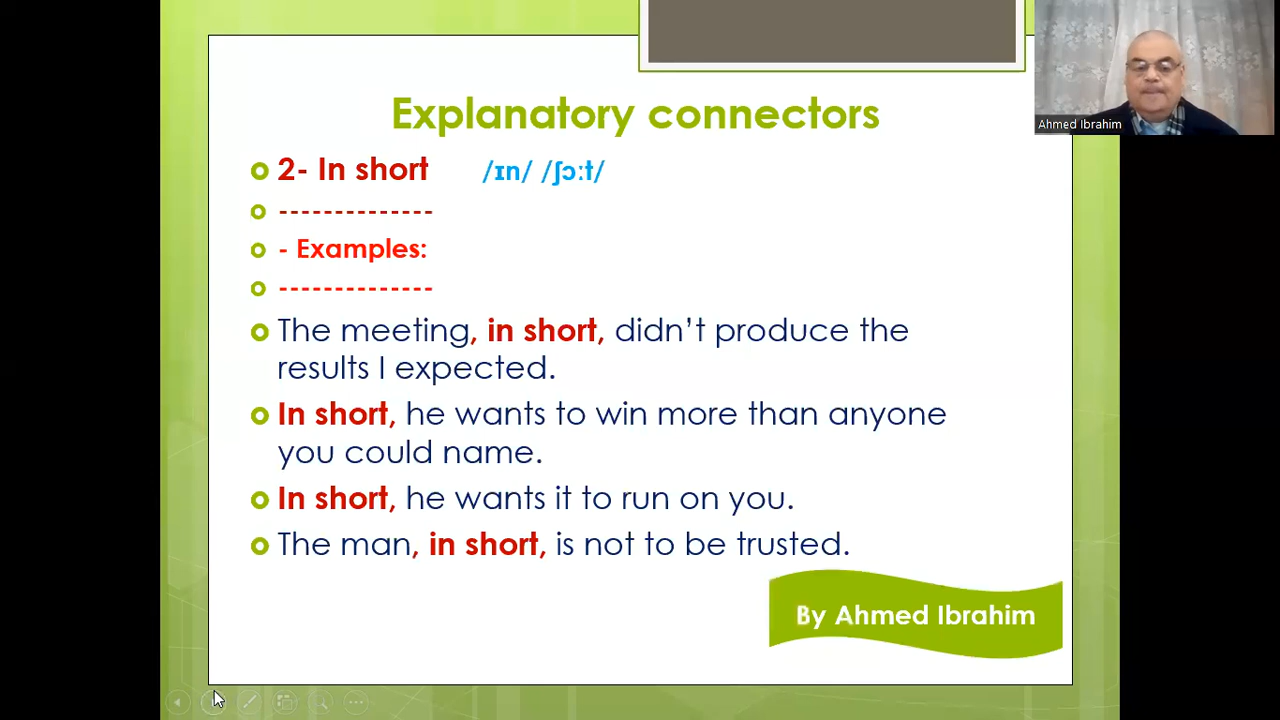 Explanatory connectors
2- In short /ɪn/ /ʃɔːt/
--------------
- Examples:
--------------
The meeting, in short, didn’t produce the
results I expected.
In short, he wants to win more than anyone
you could name.
In short, he wants it to run on you.
The man, in short, is not to be trusted.
By Ahmed Ibrahim
Ahmed Ibrahim